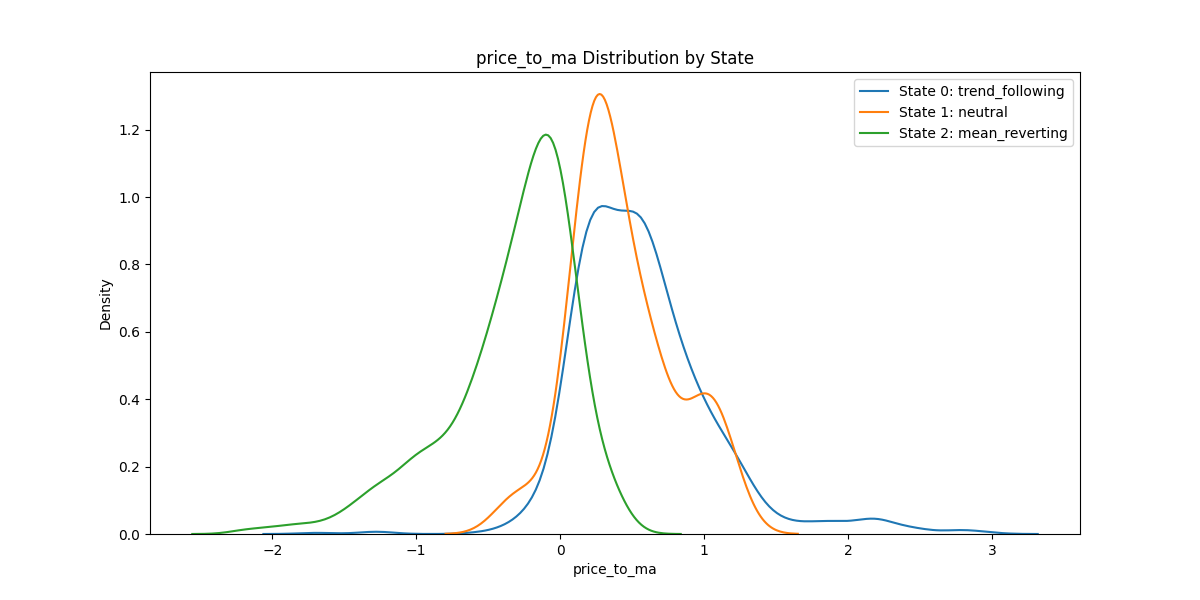 price_to_ma Distribution by State
State 0: trend_following
State 1: neutral
State 2: mean_reverting
Density
1.2
1.0
0.8
0.6
0.4
0.2
0.0
−2 −1 0 1 2 3
price_to_ma